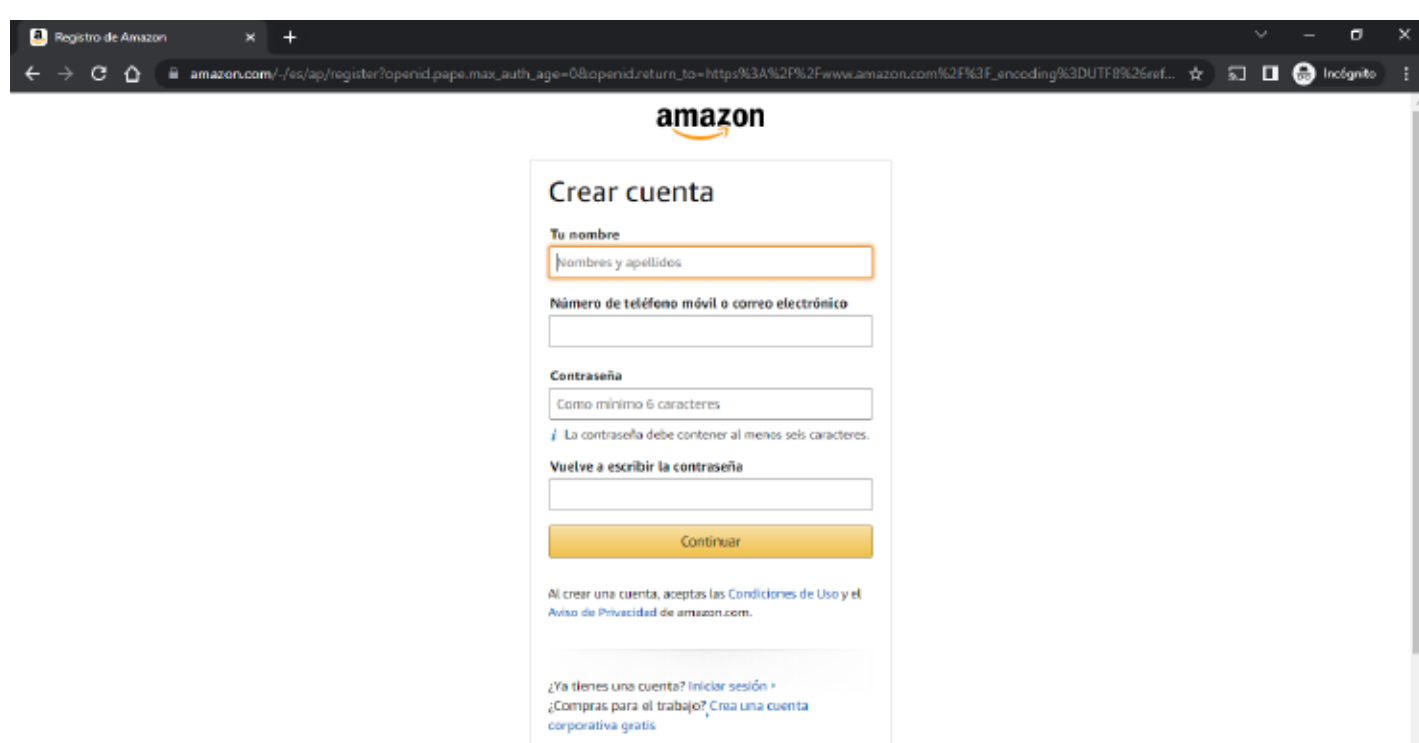 Registro de Amazon
amazon.com/-/es/ap/register?openid.pape.max_auth_age=0&openid.return_to=https%3A%2F%2Fwww.amazon.com%2F%3F_encoding%3DUTF8%26ref...
Incógnito
amazon
Crear cuenta
Tu nombre
Nombres y apellidos
Número de teléfono móvil o correo electrónico
Contraseña
Como mínimo 6 caracteres
i La contraseña debe contener al menos seis caracteres.
Vuelve a escribir la contraseña
Continuar
Al crear una cuenta, aceptas las Condiciones de Uso y el
Aviso de Privacidad de amazon.com.
¿Ya tienes una cuenta? Iniciar sesión
¿Compras para el trabajo? Crea una cuenta
corporativa gratis